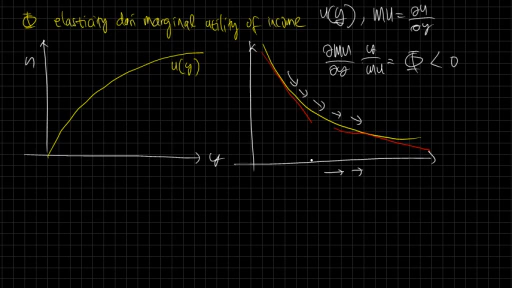 Φ elasticity dari marginal utility of income u(y), MU = ∂u/∂y
∂MU/∂y y/MU = Φ < 0
u
u(y)
y